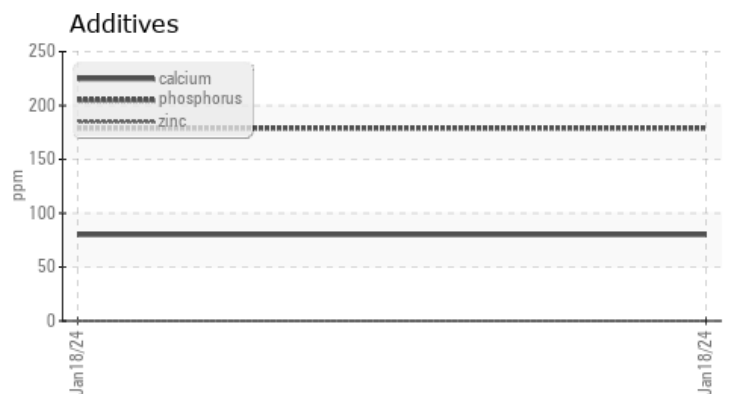 Additives
250
200
150
100
50
0
ppm
calcium
phosphorus
zinc
Jan18/24
Jan18/24